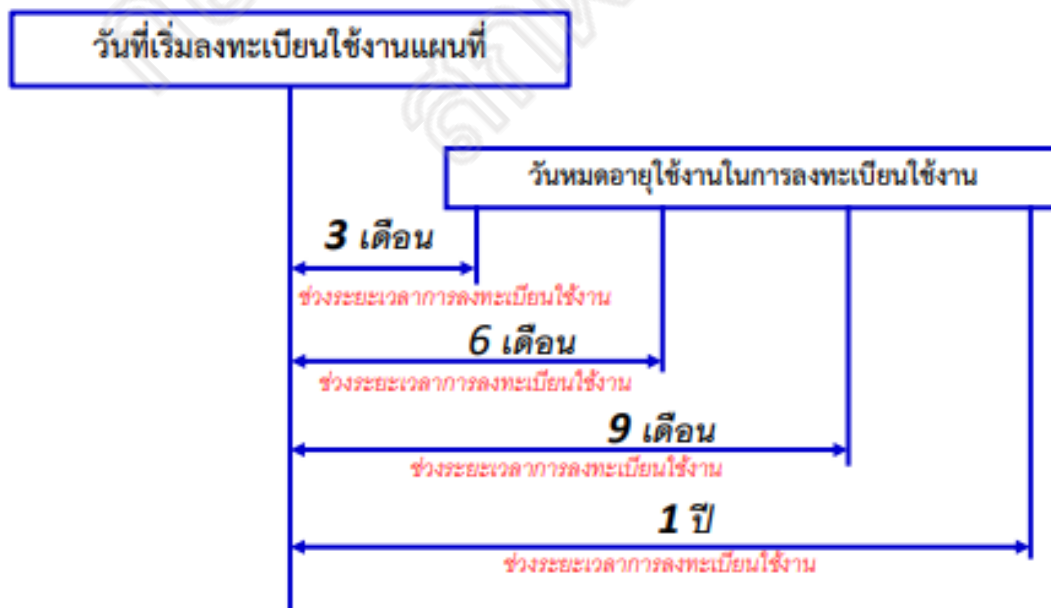 วันที่เริ่มลงทะเบียนใช้งานแผนที่
วันหมดอายุใช้งานในการลงทะเบียนใช้งาน
3 เดือน
ช่วงระยะเวลาการลงทะเบียนใช้งาน
6 เดือน
ช่วงระยะเวลาการลงทะเบียนใช้งาน
9 เดือน
ช่วงระยะเวลาการลงทะเบียนใช้งาน
1 ปี
ช่วงระยะเวลาการลงทะเบียนใช้งาน